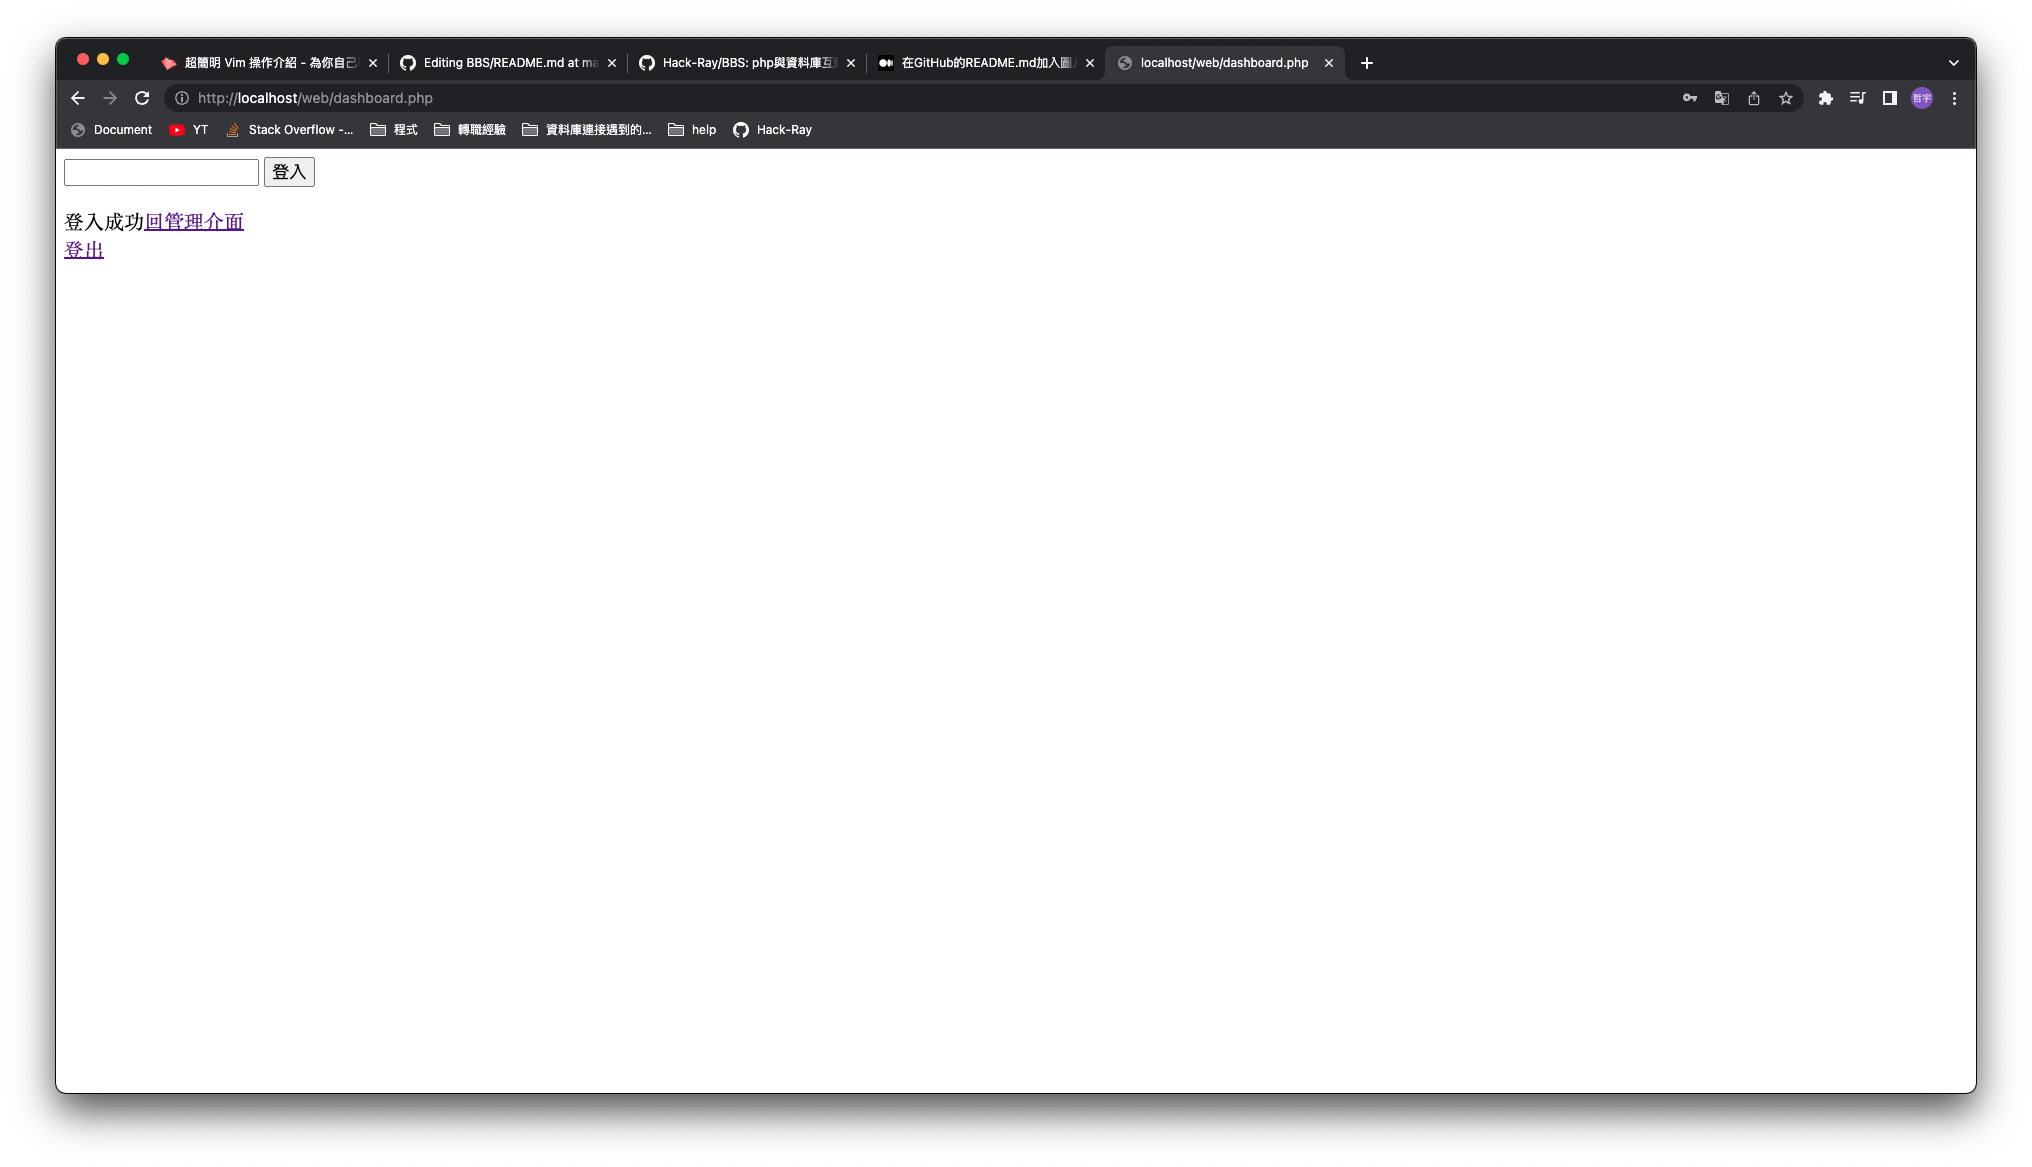 超簡明 Vim 操作介紹 - 為你自己
Editing BBS/README.md at ma
Hack-Ray/BBS: php與資料庫互
在GitHub的README.md加入圖
localhost/web/dashboard.php
http://localhost/web/dashboard.php
哲宇
Document
YT
Stack Overflow -...
程式
轉職經驗
資料庫連接遇到的...
help
Hack-Ray
登入
登入成功回管理介面
登出